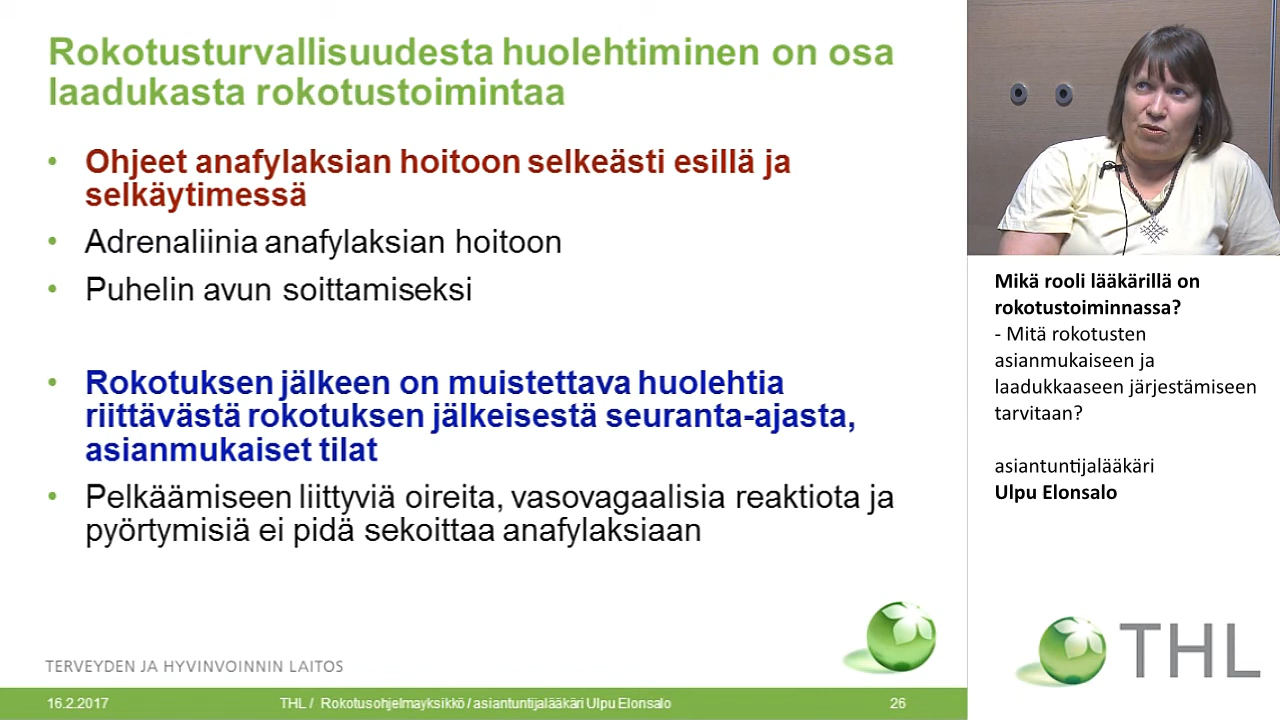 Rokotusturvallisuudesta huolehtiminen on osa
laadukasta rokotustoimintaa
• Ohjeet anafylaksian hoitoon selkeästi esillä ja
selkäytimessä
• Adrenaliinia anafylaksian hoitoon
• Puhelin avun soittamiseksi
• Rokotuksen jälkeen on muistettava huolehtia
riittävästä rokotuksen jälkeisestä seuranta-ajasta,
asianmukaiset tilat
• Pelkäämiseen liittyviä oireita, vasovagaalisia reaktiota ja
pyörtymisiä ei pidä sekoittaa anafylaksiaan
TERVEYDEN JA HYVINVOINNIN LAITOS
16.2.2017 THL / Rokotusohjelmayksikkö / asiantuntijalääkäri Ulpu Elonsalo 26
Mikä rooli lääkärillä on
rokotustoiminnassa?
- Mitä rokotusten
asianmukaiseen ja
laadukkaaseen järjestämiseen
tarvitaan?
asiantuntijalääkäri
Ulpu Elonsalo
THL